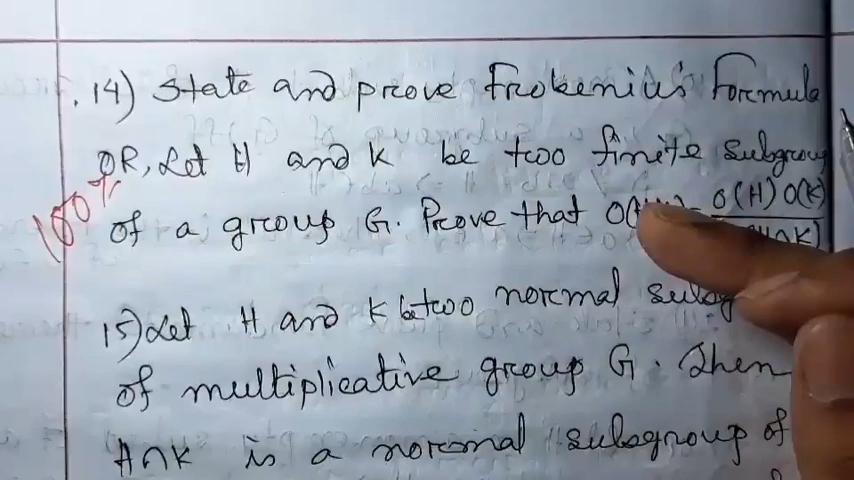 14) State and prove Frobenius Formula
OR, Let H and K be two finite Subgroup
100%
of a group G. Prove that O(H O(H) O(K)
∩K)
15) Let H and K be two normal subg
of multiplicative group G. Then
H∩K is a normal subgroup of